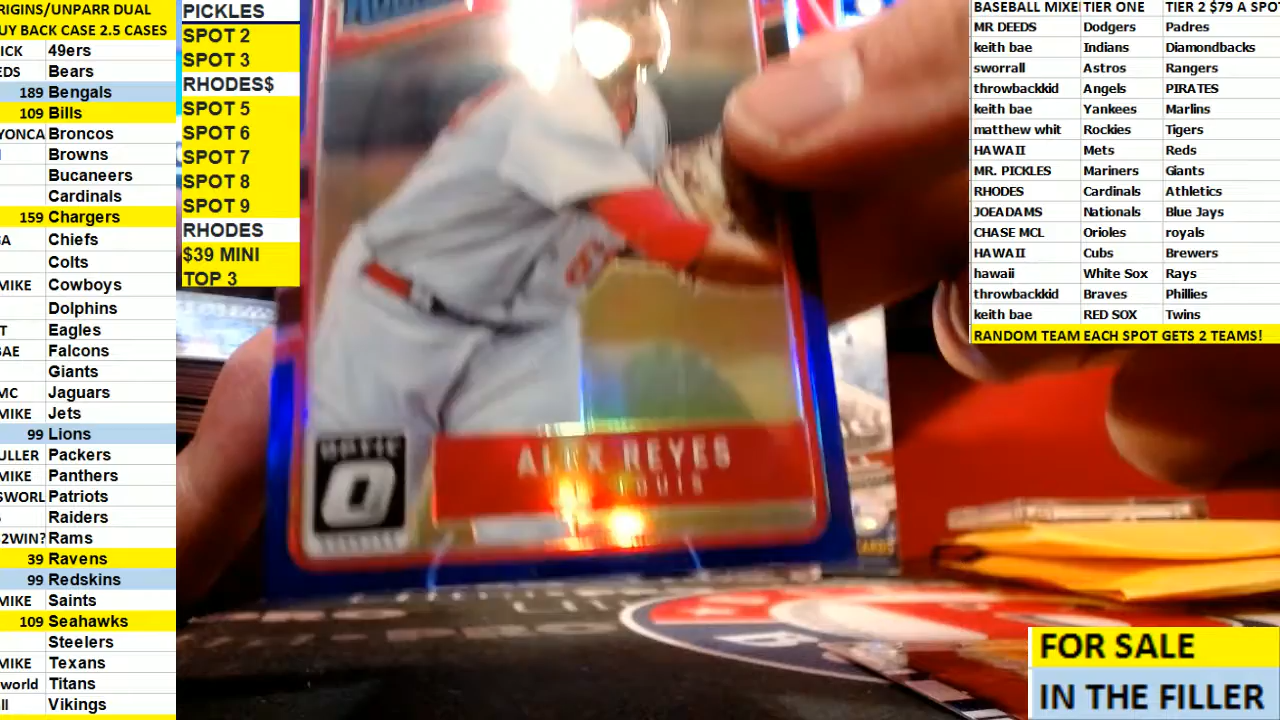 RIGINS/UNPARR DUAL
UY BACK CASE 2.5 CASES
ICK 49ers
EDS Bears
189 Bengals
109 Bills
YONCA Broncos
Browns
Bucaneers
Cardinals
159 Chargers
GA Chiefs
Colts
MIKE Cowboys
Dolphins
T Eagles
BAE Falcons
Giants
MC Jaguars
MIKE Jets
99 Lions
ULLER Packers
MIKE Panthers
SWORL Patriots
Raiders
2WIN? Rams
39 Ravens
99 Redskins
MIKE Saints
109 Seahawks
Steelers
MIKE Texans
world Titans
ll Vikings
PICKLES
SPOT 2
SPOT 3
RHODES$
SPOT 5
SPOT 6
SPOT 7
SPOT 8
SPOT 9
RHODES
$39 MINI
TOP 3
OPTIC
ALEX REYES
LOUIS
BASEBALL MIXE TIER ONE TIER 2 $79 A SPOT
MR DEEDS Dodgers Padres
keith bae Indians Diamondbacks
sworrall Astros Rangers
throwbackkid Angels PIRATES
keith bae Yankees Marlins
matthew whit Rockies Tigers
HAWAII Mets Reds
MR. PICKLES Mariners Giants
RHODES Cardinals Athletics
JOEADAMS Nationals Blue Jays
CHASE MCL Orioles royals
HAWAII Cubs Brewers
hawaii White Sox Rays
throwbackkid Braves Phillies
keith bae RED SOX Twins
RANDOM TEAM EACH SPOT GETS 2 TEAMS!
FOR SALE
IN THE FILLER